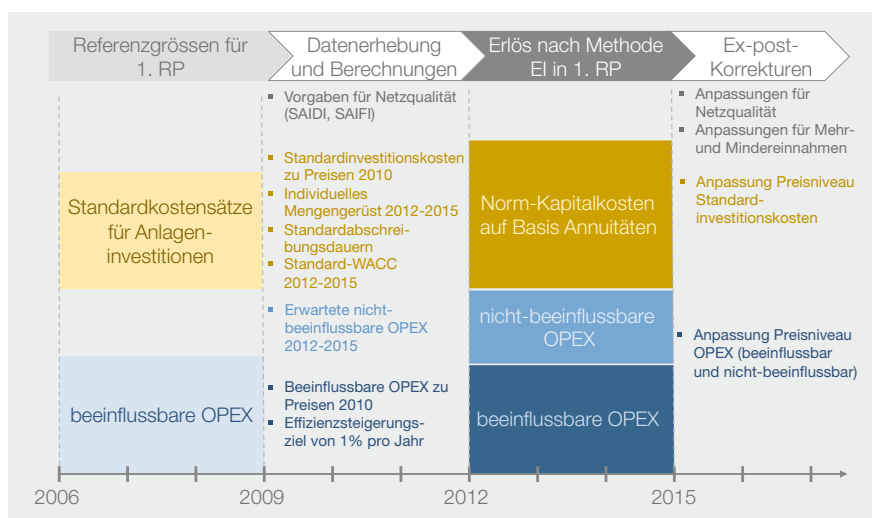 Referenzgrössen für
1. RP
Datenerhebung
und Berechnungen
Erlös nach Methode
EI in 1. RP
Ex-post-
Korrekturen
Standardkostensätze
für Anlagen-
investitionen
beeinflussbare OPEX
▪ Vorgaben für Netzqualität
(SAIDI, SAIFI)
▪ Standardinvestitionskosten
zu Preisen 2010
▪ Individuelles
Mengengerüst 2012-2015
▪ Standardabschrei-
bungsdauern
▪ Standard-WACC
2012-2015
▪ Erwartete nicht-
beeinflussbare OPEX
2012-2015
▪ Beeinflussbare OPEX zu
Preisen 2010
▪ Effizienzsteigerungs-
ziel von 1% pro Jahr
Norm-Kapitalkosten
auf Basis Annuitäten
nicht-beeinflussbare
OPEX
beeinflussbare OPEX
▪ Anpassungen für
Netzqualität
▪ Anpassungen für Mehr-
und Mindereinnahmen
▪ Anpassung Preisniveau
Standard-
investitionskosten
▪ Anpassung Preisniveau
OPEX (beeinflussbar
und nicht-beeinflussbar)
2006
2009
2012
2015